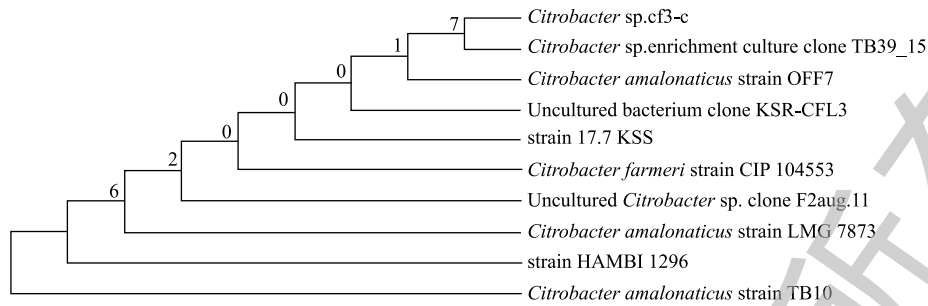 Citrobacter sp.cf3-c
7
Citrobacter sp.enrichment culture clone TB39_15
1
Citrobacter amalonaticus strain OFF7
0
Uncultured bacterium clone KSR-CFL3
0
strain 17.7 KSS
0
Citrobacter farmeri strain CIP 104553
2
Uncultured Citrobacter sp. clone F2aug.11
6
Citrobacter amalonaticus strain LMG 7873
strain HAMBI 1296
Citrobacter amalonaticus strain TB10